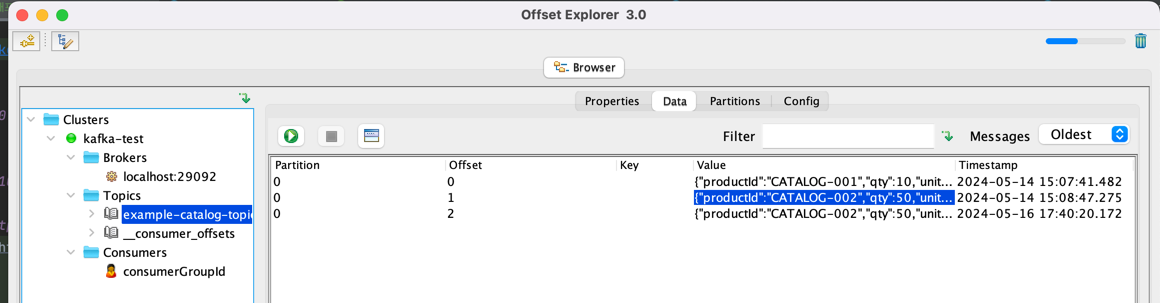 Offset Explorer 3.0
Browser
Clusters
kafka-test
Brokers
localhost:29092
Topics
example-catalog-topic
__consumer_offsets
Consumers
consumerGroupId
Properties Data Partitions Config
Filter Messages Oldest
Partition Offset Key Value Timestamp
0 0 {"productId":"CATALOG-001","qty":10,"unit... 2024-05-14 15:07:41.482
0 1 {"productId":"CATALOG-002","qty":50,"unit... 2024-05-14 15:08:47.275
0 2 {"productId":"CATALOG-002","qty":50,"unit... 2024-05-16 17:40:20.172